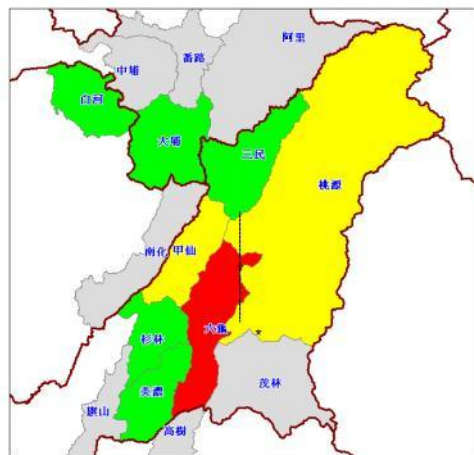 阿里
番路
中埔
白河
大埔
三民
桃源
南化
甲仙
六龜
杉林
茂林
美濃
旗山
高樹